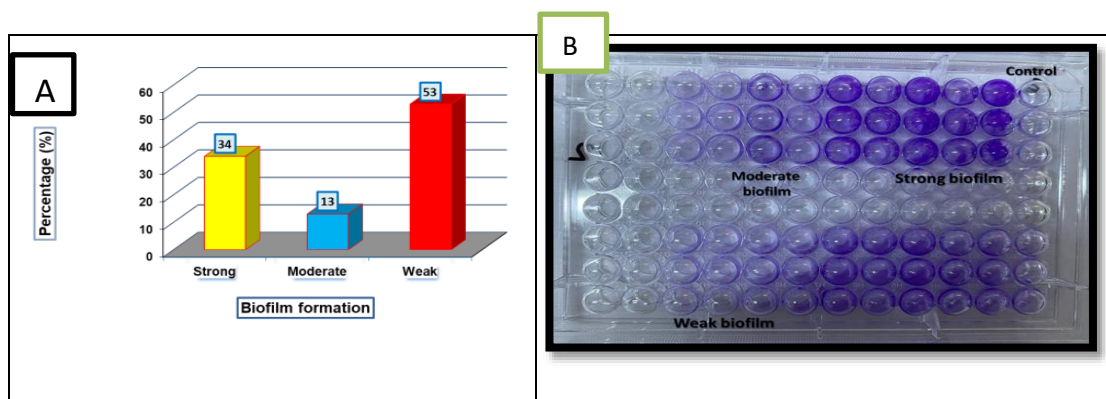 A
Percentage (%)
60
50
40
30
20
10
0
34
13
53
Strong
Moderate
Weak
Biofilm formation
B
Control
Moderate
biofilm
Strong biofilm
Weak biofilm